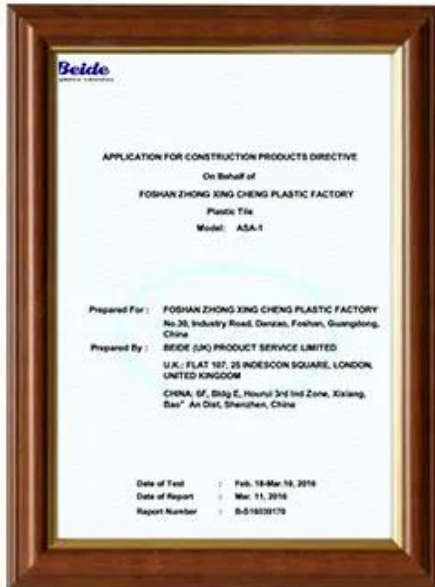 Beide
APPLICATION FOR CONSTRUCTION PRODUCTS DIRECTIVE
On Behalf of
FOSHAN ZHONG XING CHENG PLASTIC FACTORY
Plastic Tile
Model: ASA-1
Prepared For : FOSHAN ZHONG XING CHENG PLASTIC FACTORY
No.30, Industry Road, Danzao, Foshan, Guangdong,
China
Prepared By : BEIDE (UK) PRODUCT SERVICE LIMITED
U.K.: FLAT 107, 25 INDESCON SQUARE, LONDON,
UNITED KINGDOM
CHINA: 6F, Bldg E, Hourui 3rd Ind Zone, Xixiang,
Bao" An Dist, Shenzhen, China
Date of Test : Feb. 18-Mar.10, 2016
Date of Report : Mar. 11, 2016
Report Number :